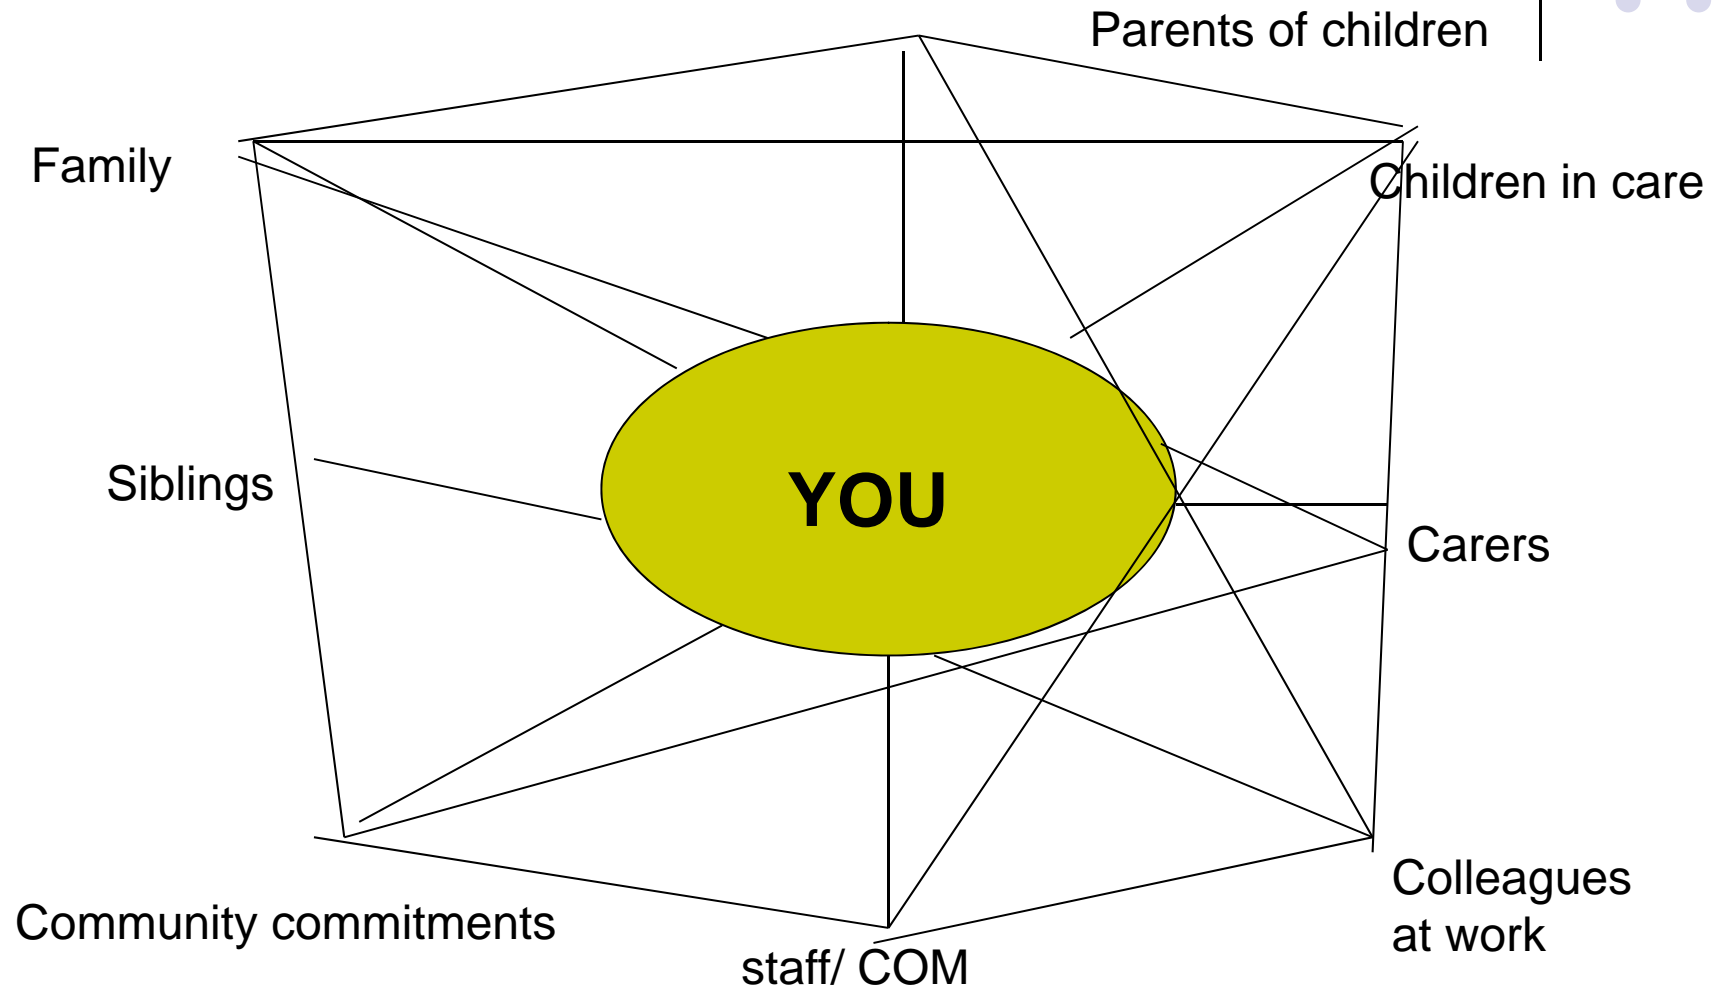 Parents of children
Family
Children in care
Siblings
YOU
Carers
Colleagues
at work
Community commitments
staff/ COM